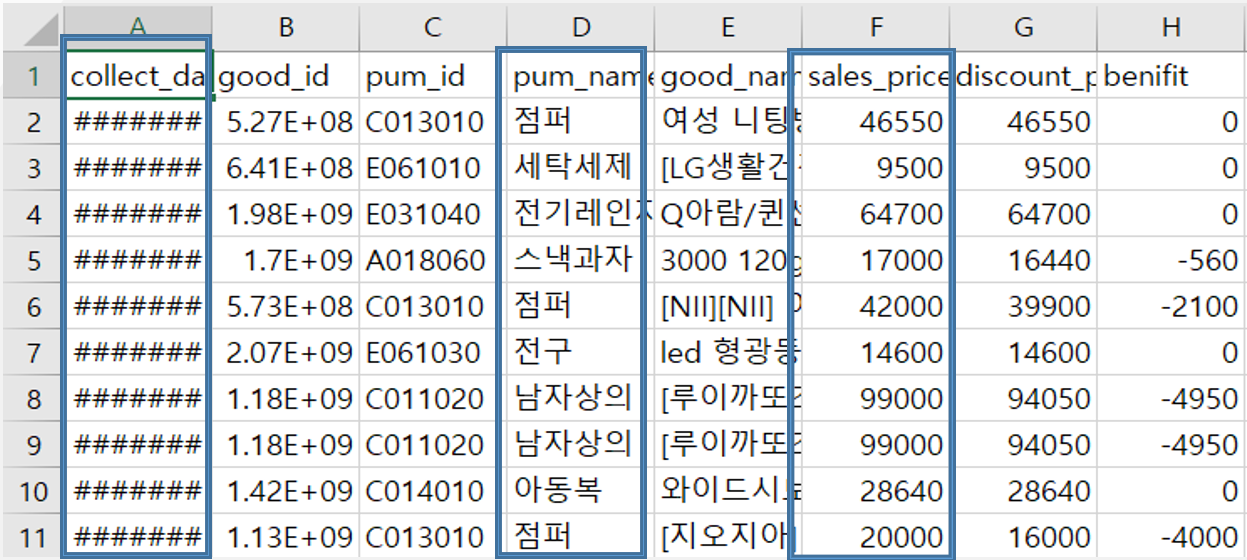 A B C D E F G H
1 collect_da good_id pum_id pum_name good_nam sales_price discount_p benifit
2 ####### 5.27E+08 C013010 점퍼 여성 니팅 46550 46550 0
3 ####### 6.41E+08 E061010 세탁세제 [LG생활건 9500 9500 0
4 ####### 1.98E+09 E031040 전기레인지 Q아람/퀸 64700 64700 0
5 ####### 1.7E+09 A018060 스낵과자 3000 120g 17000 16440 -560
6 ####### 5.73E+08 C013010 점퍼 [NII][NII] 42000 39900 -2100
7 ####### 2.07E+09 E061030 전구 led 형광등 14600 14600 0
8 ####### 1.18E+09 C011020 남자상의 [루이까또 99000 94050 -4950
9 ####### 1.18E+09 C011020 남자상의 [루이까또 99000 94050 -4950
10 ####### 1.42E+09 C014010 아동복 와이드시 28640 28640 0
11 ####### 1.13E+09 C013010 점퍼 [지오지아 20000 16000 -4000